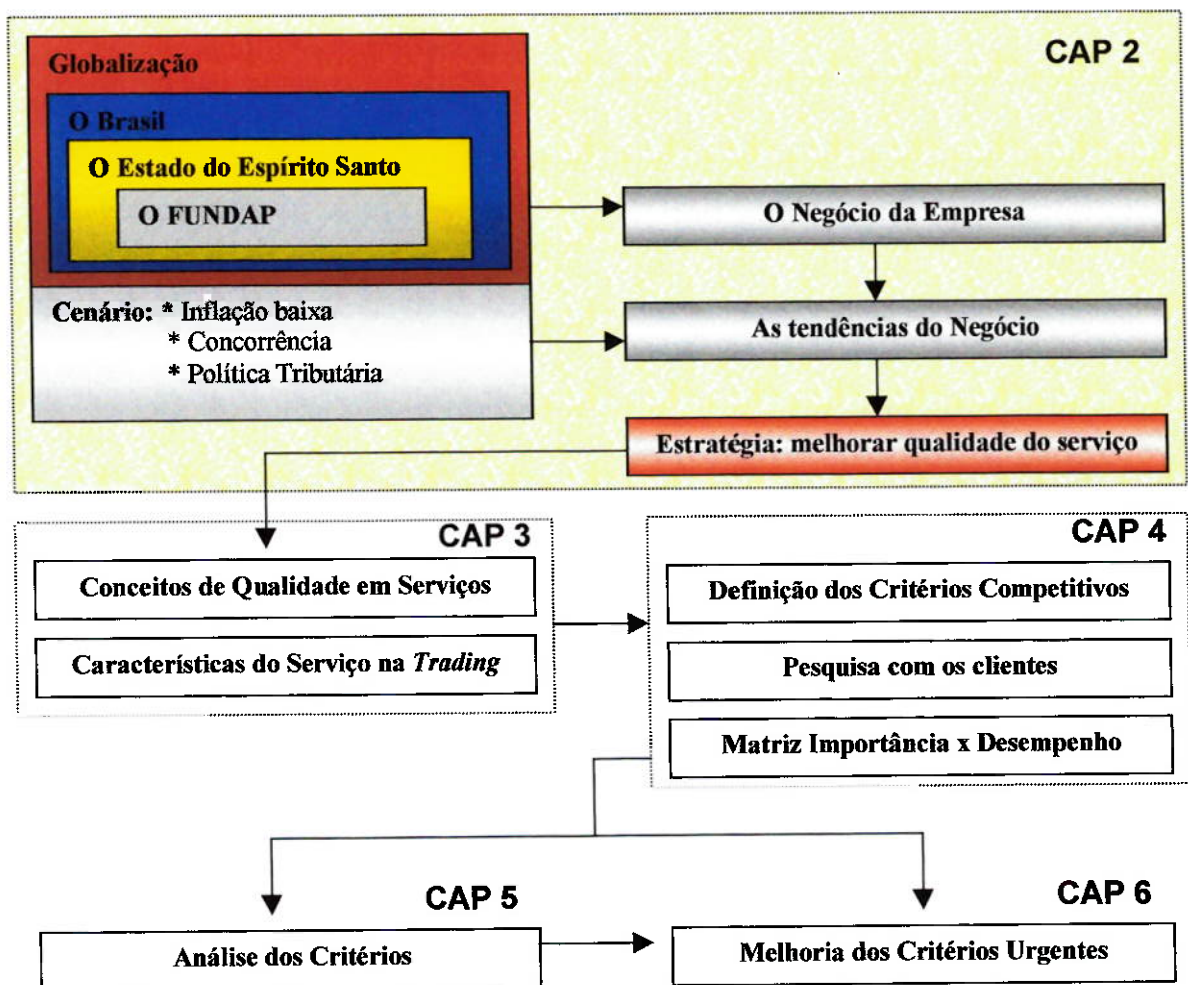 CAP 2
Globalização
O Brasil
O Estado do Espírito Santo
O FUNDAP
Cenário: * Inflação baixa
* Concorrência
* Política Tributária
O Negócio da Empresa
As tendências do Negócio
Estratégia: melhorar qualidade do serviço
CAP 3
Conceitos de Qualidade em Serviços
Características do Serviço na Trading
CAP 4
Definição dos Critérios Competitivos
Pesquisa com os clientes
Matriz Importância x Desempenho
CAP 5
Análise dos Critérios
CAP 6
Melhoria dos Critérios Urgentes